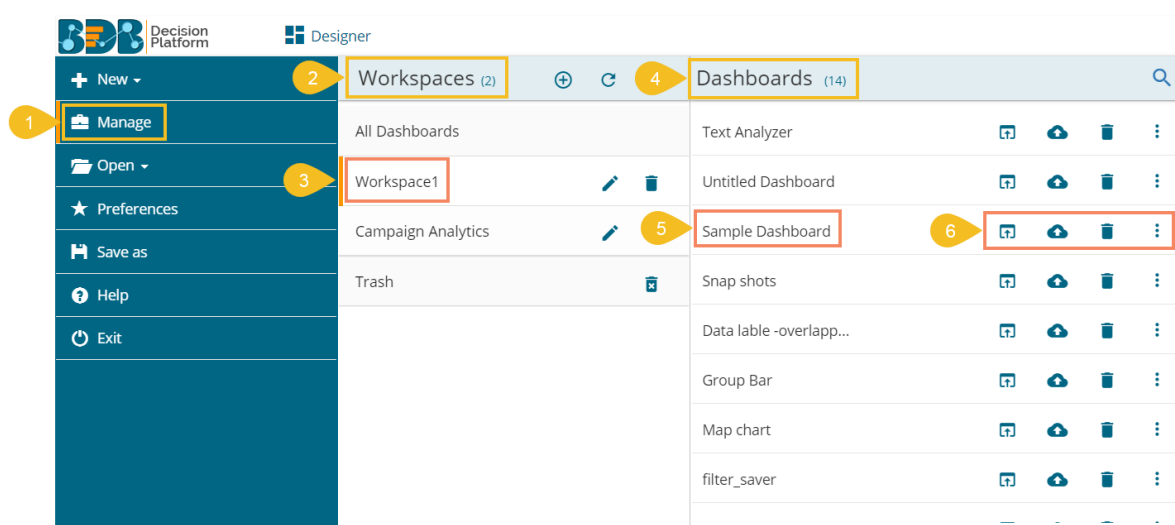 BDB Decision
Platform
Designer
New
2
Workspaces (2)
4
Dashboards (14)
1
Manage
All Dashboards
Text Analyzer
Open
3
Workspace1
Untitled Dashboard
Preferences
Campaign Analytics
5
Sample Dashboard
6
Save as
Help
Trash
Snap shots
Exit
Data lable -overlapp...
Group Bar
Map chart
filter_saver